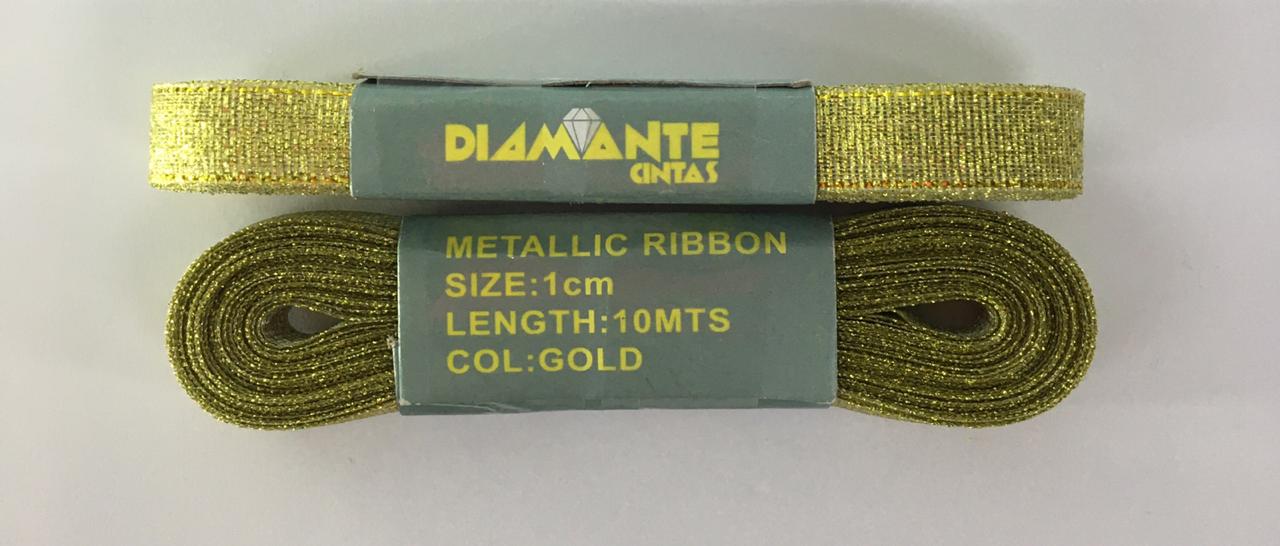 DIAMANTE
CINTAS
METALLIC RIBBON
SIZE:1cm
LENGTH:10MTS
COL:GOLD